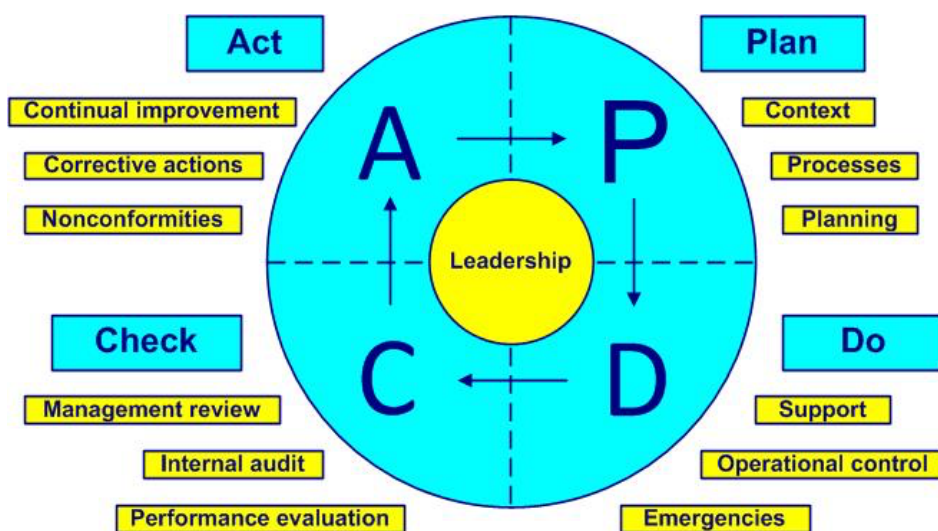 Act
Plan
Continual improvement
A
P
Context
Corrective actions
Processes
Nonconformities
Planning
Leadership
Check
Do
C
D
Management review
Support
Internal audit
Operational control
Performance evaluation
Emergencies